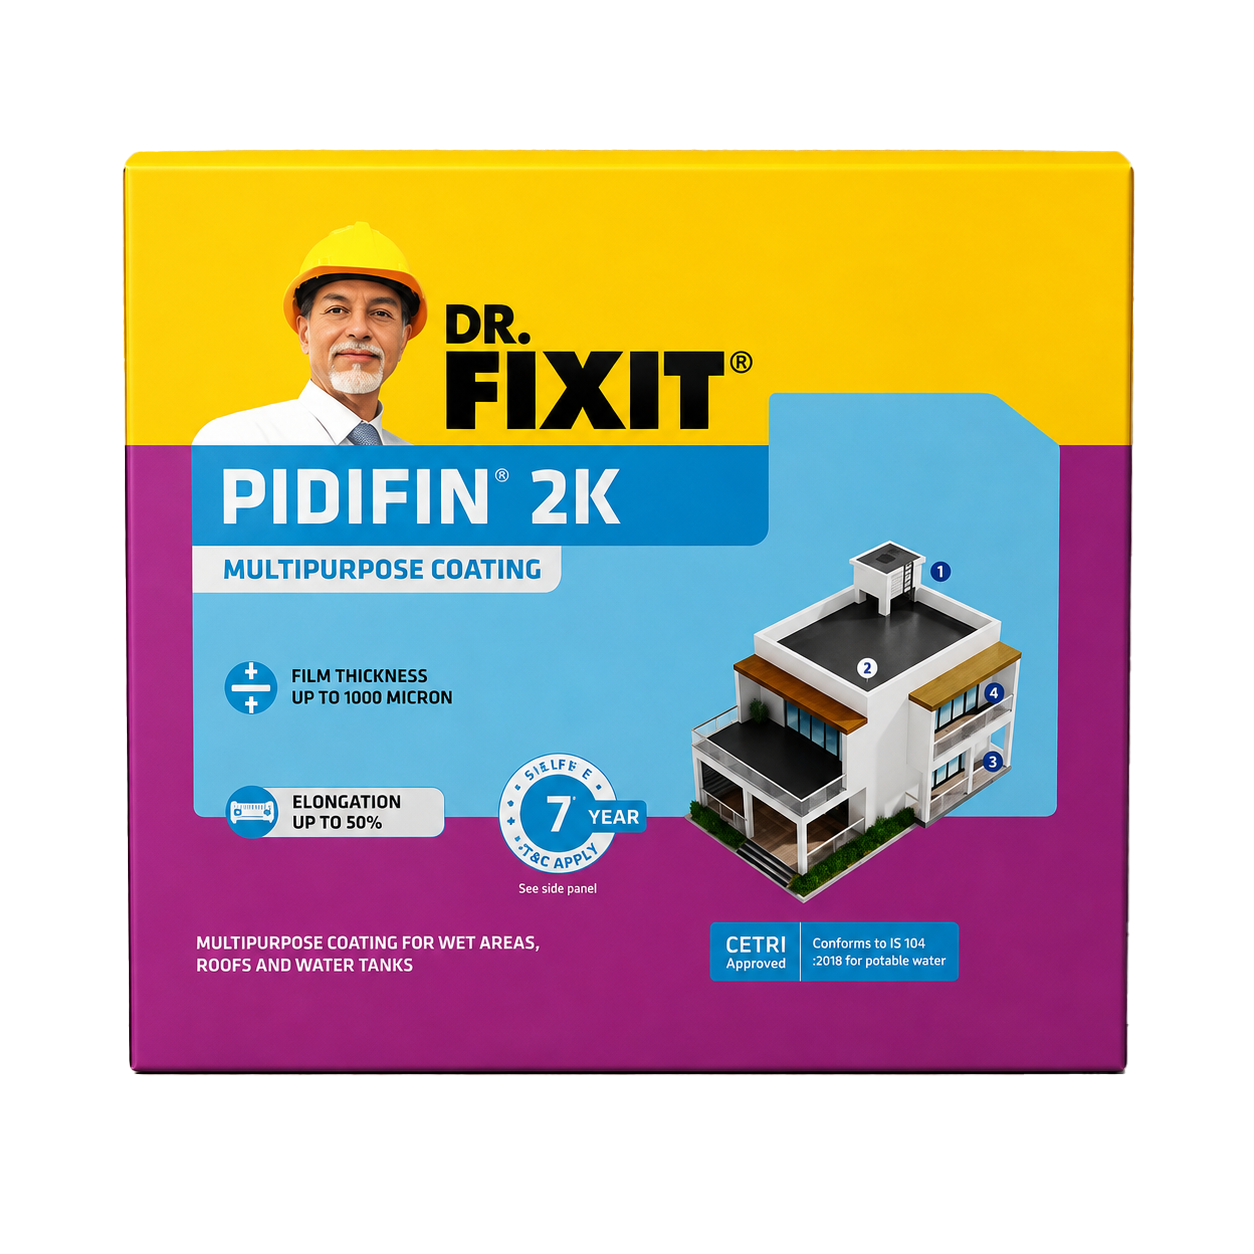 DR.
FIXIT®
PIDIFIN® 2K
MULTIPURPOSE COATING
1
2
4
3
FILM THICKNESS
UP TO 1000 MICRON
ELONGATION
UP TO 50%
7
YEAR
T&C APPLY
See side panel
MULTIPURPOSE COATING FOR WET AREAS,
ROOFS AND WATER TANKS
CETRI
Approved
Conforms to IS 104
:2018 for potable water